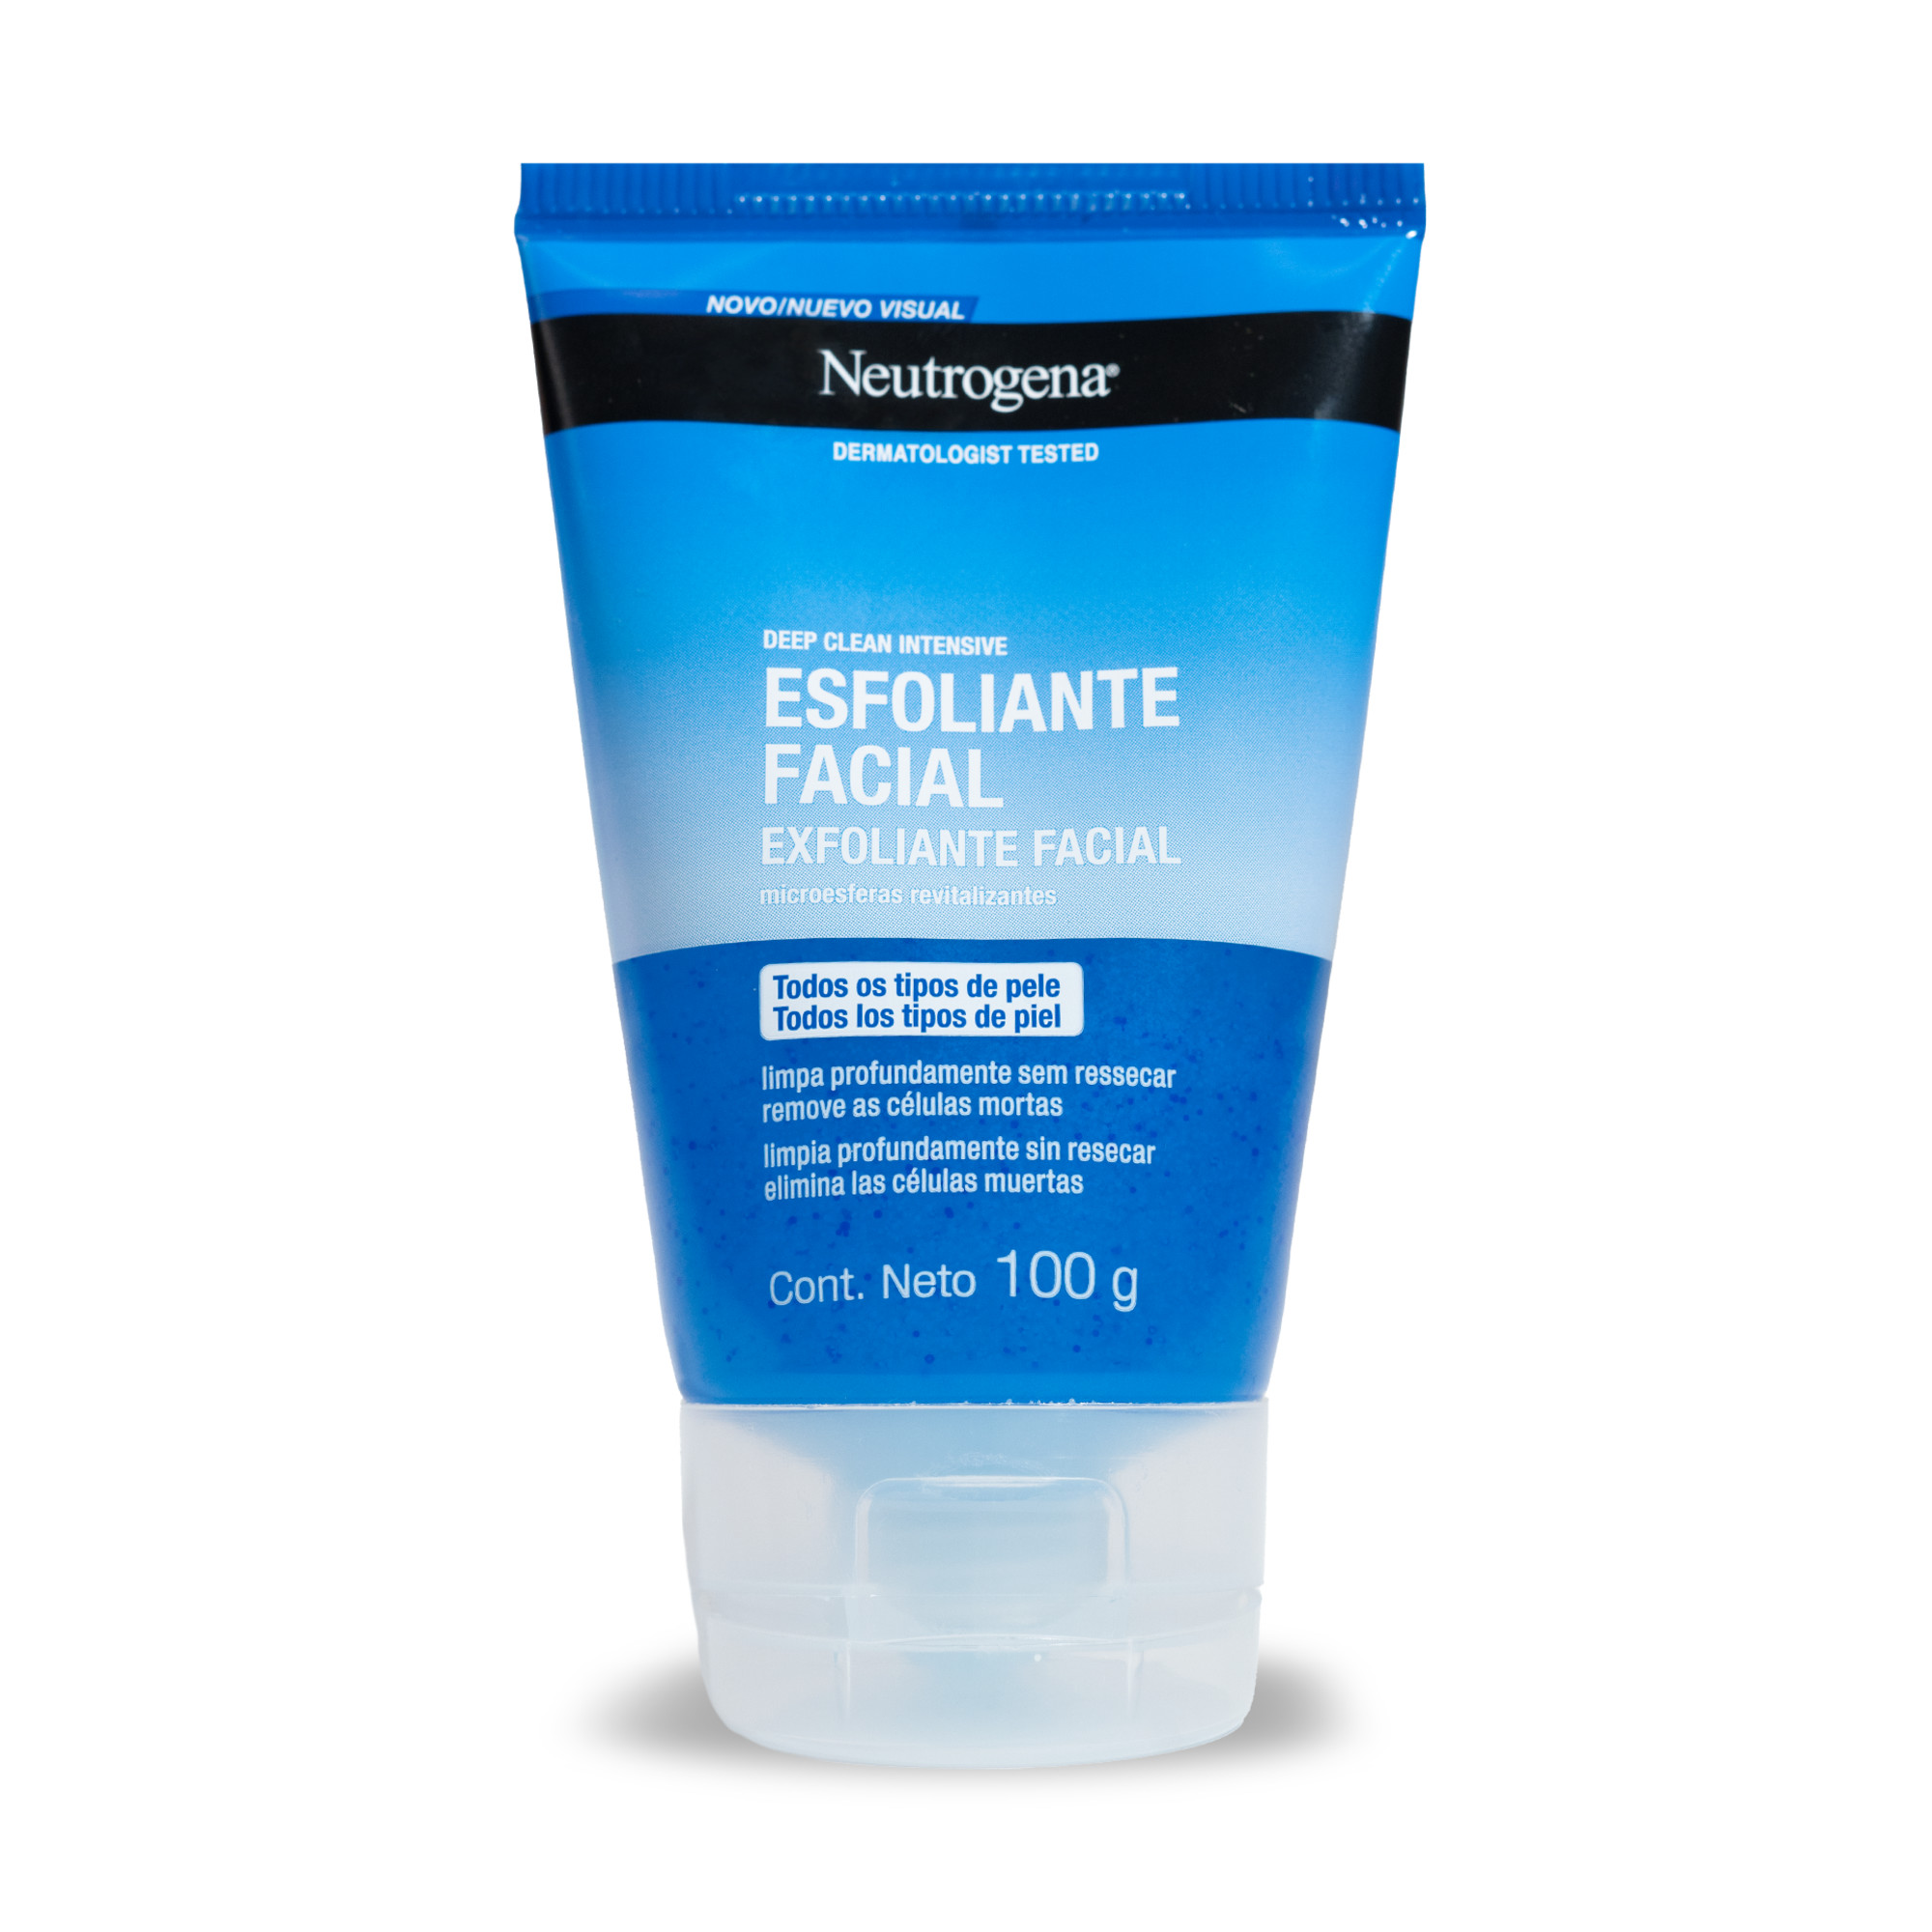 NOVO/NUEVO VISUAL
Neutrogena®
DERMATOLOGIST TESTED
DEEP CLEAN INTENSIVE
ESFOLIANTE
FACIAL
EXFOLIANTE FACIAL
microesferas revitalizantes
Todos os tipos de pele
Todos los tipos de piel
limpa profundamente sem ressecar
remove as células mortas
limpia profundamente sin resecar
elimina las células muertas
Cont. Neto 100 g